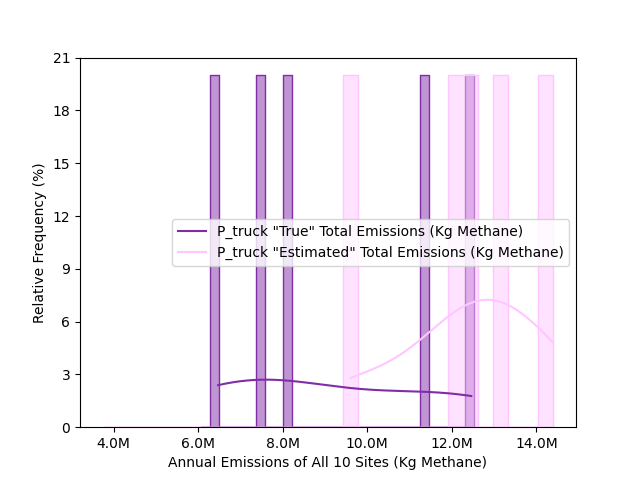 21
18
15
12
9
6
3
0
Relative Frequency (%)
P_truck "True" Total Emissions (Kg Methane)
P_truck "Estimated" Total Emissions (Kg Methane)
4.0M 6.0M 8.0M 10.0M 12.0M 14.0M
Annual Emissions of All 10 Sites (Kg Methane)